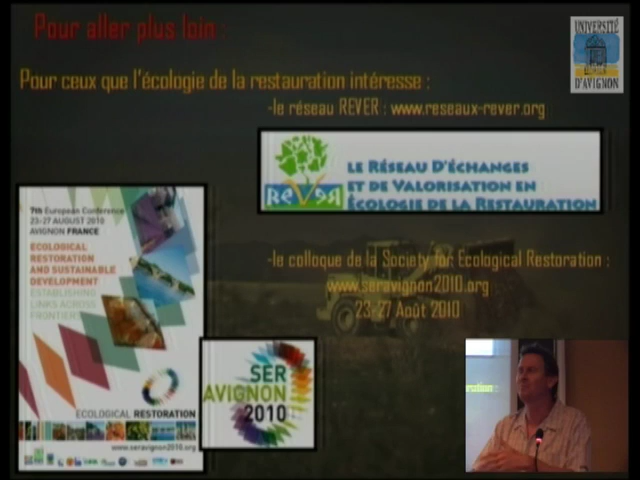 Pour aller plus loin :
UNIVERSITÉ
D'AVIGNON
Pour ceux que l'écologie de la restauration intéresse :
-le réseau REVER : www.reseaux-rever.org
ReVeR
LE RÉSEAU D'ÉCHANGES
ET DE VALORISATION EN
ÉCOLOGIE DE LA RESTAURATION
7th European Conference
23-27 AUGUST 2010
AVIGNON FRANCE
ECOLOGICAL
RESTORATION
AND SUSTAINABLE
DEVELOPMENT
ESTABLISHING
LINKS ACROSS
FRONTIERS
ECOLOGICAL RESTORATION
www.seravignon2010.org
-le colloque de la Society for Ecological Restoration :
www.seravignon2010.org
23-27 Août 2010
SER
AVIGNON
2010